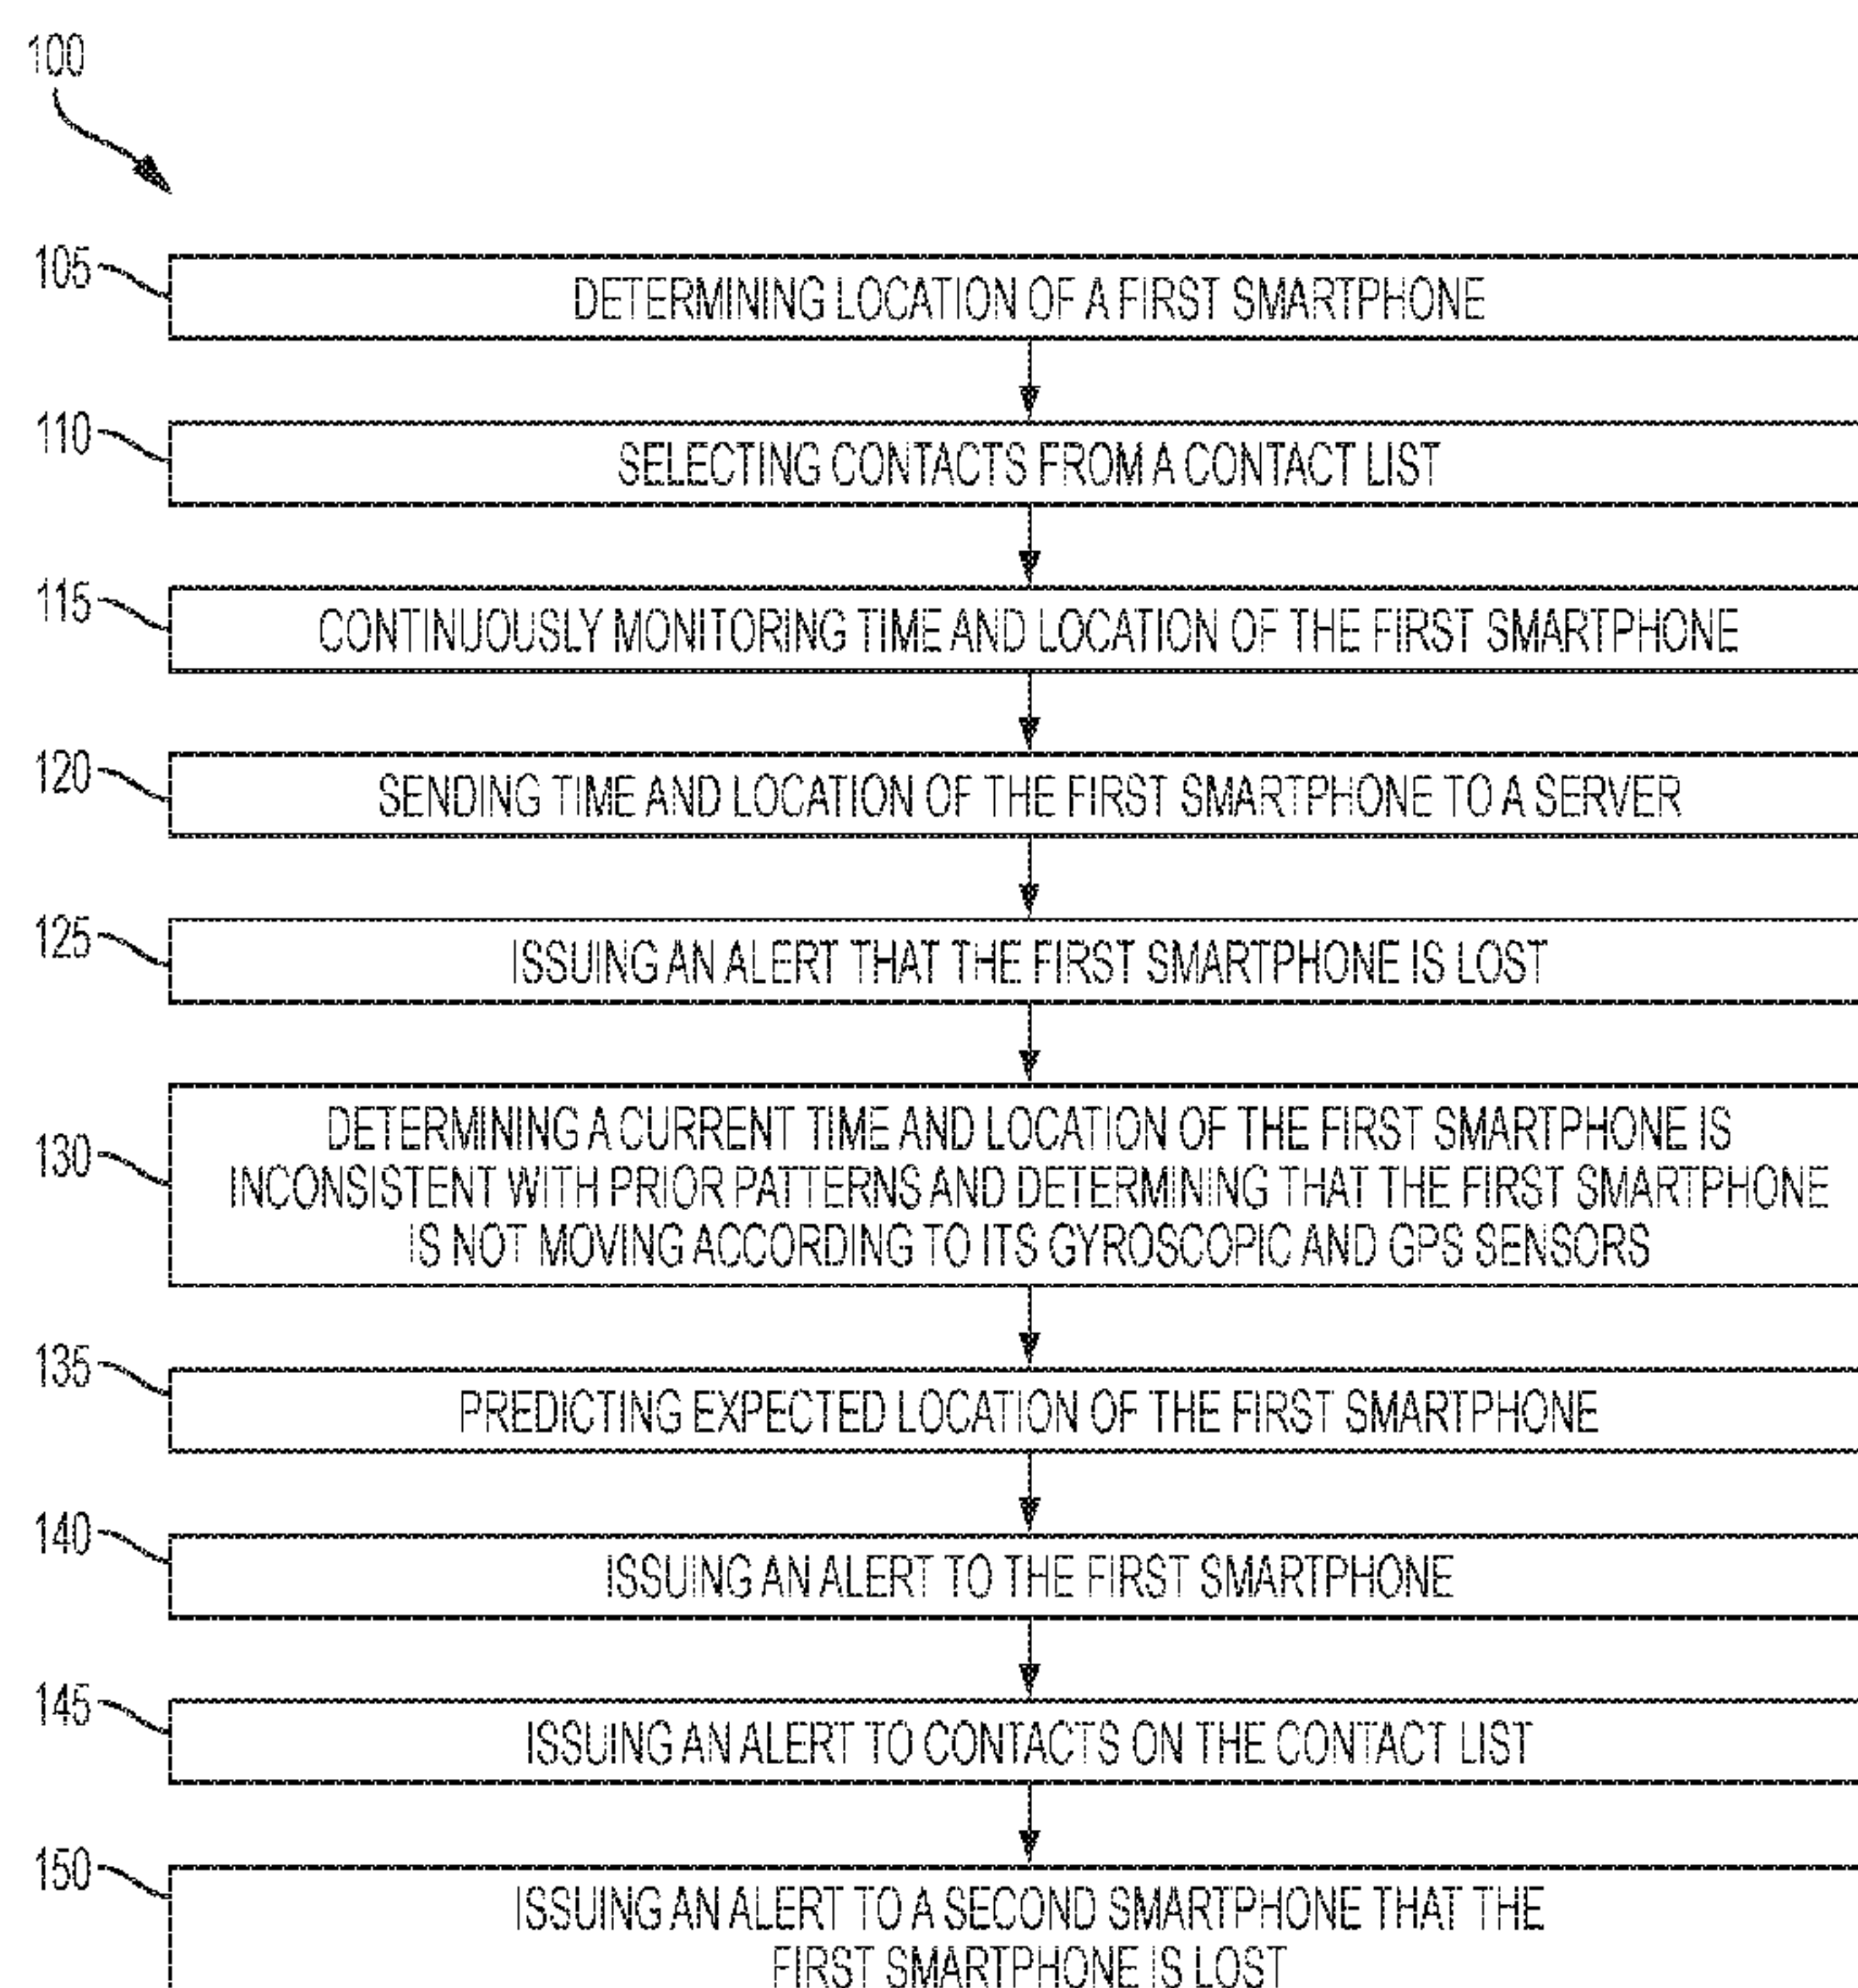 100
105
DETERMINING LOCATION OF A FIRST SMARTPHONE
110
SELECTING CONTACTS FROM A CONTACT LIST
115
CONTINUOUSLY MONITORING TIME AND LOCATION OF THE FIRST SMARTPHONE
120
SENDING TIME AND LOCATION OF THE FIRST SMARTPHONE TO A SERVER
125
ISSUING AN ALERT THAT THE FIRST SMARTPHONE IS LOST
130
DETERMINING A CURRENT TIME AND LOCATION OF THE FIRST SMARTPHONE IS
INCONSISTENT WITH PRIOR PATTERNS AND DETERMINING THAT THE FIRST SMARTPHONE
IS NOT MOVING ACCORDING TO ITS GYROSCOPIC AND GPS SENSORS
135
PREDICTING EXPECTED LOCATION OF THE FIRST SMARTPHONE
140
ISSUING AN ALERT TO THE FIRST SMARTPHONE
145
ISSUING AN ALERT TO CONTACTS ON THE CONTACT LIST
150
ISSUING AN ALERT TO A SECOND SMARTPHONE THAT THE
FIRST SMARTPHONE IS LOST